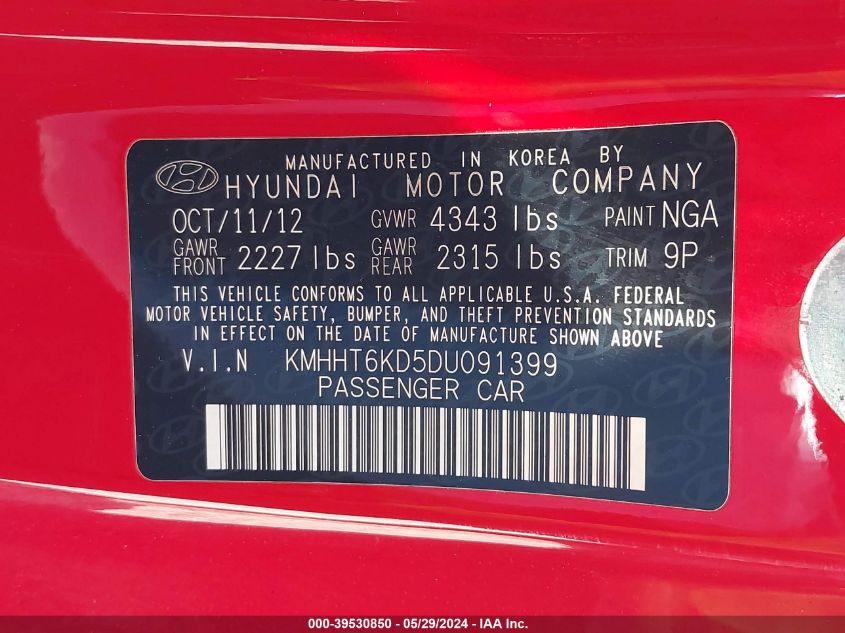 MANUFACTURED IN KOREA BY
HYUNDAI MOTOR COMPANY
OCT/11/12 GVWR 4343 lbs PAINT NGA
GAWR FRONT 2227 lbs GAWR REAR 2315 lbs TRIM 9P
THIS VEHICLE CONFORMS TO ALL APPLICABLE U.S.A. FEDERAL
MOTOR VEHICLE SAFETY, BUMPER, AND THEFT PREVENTION STANDARDS
IN EFFECT ON THE DATE OF MANUFACTURE SHOWN ABOVE
V.I.N KMHHT6KD5DU091399
PASSENGER CAR
000-39530850 - 05/29/2024 - IAA Inc.